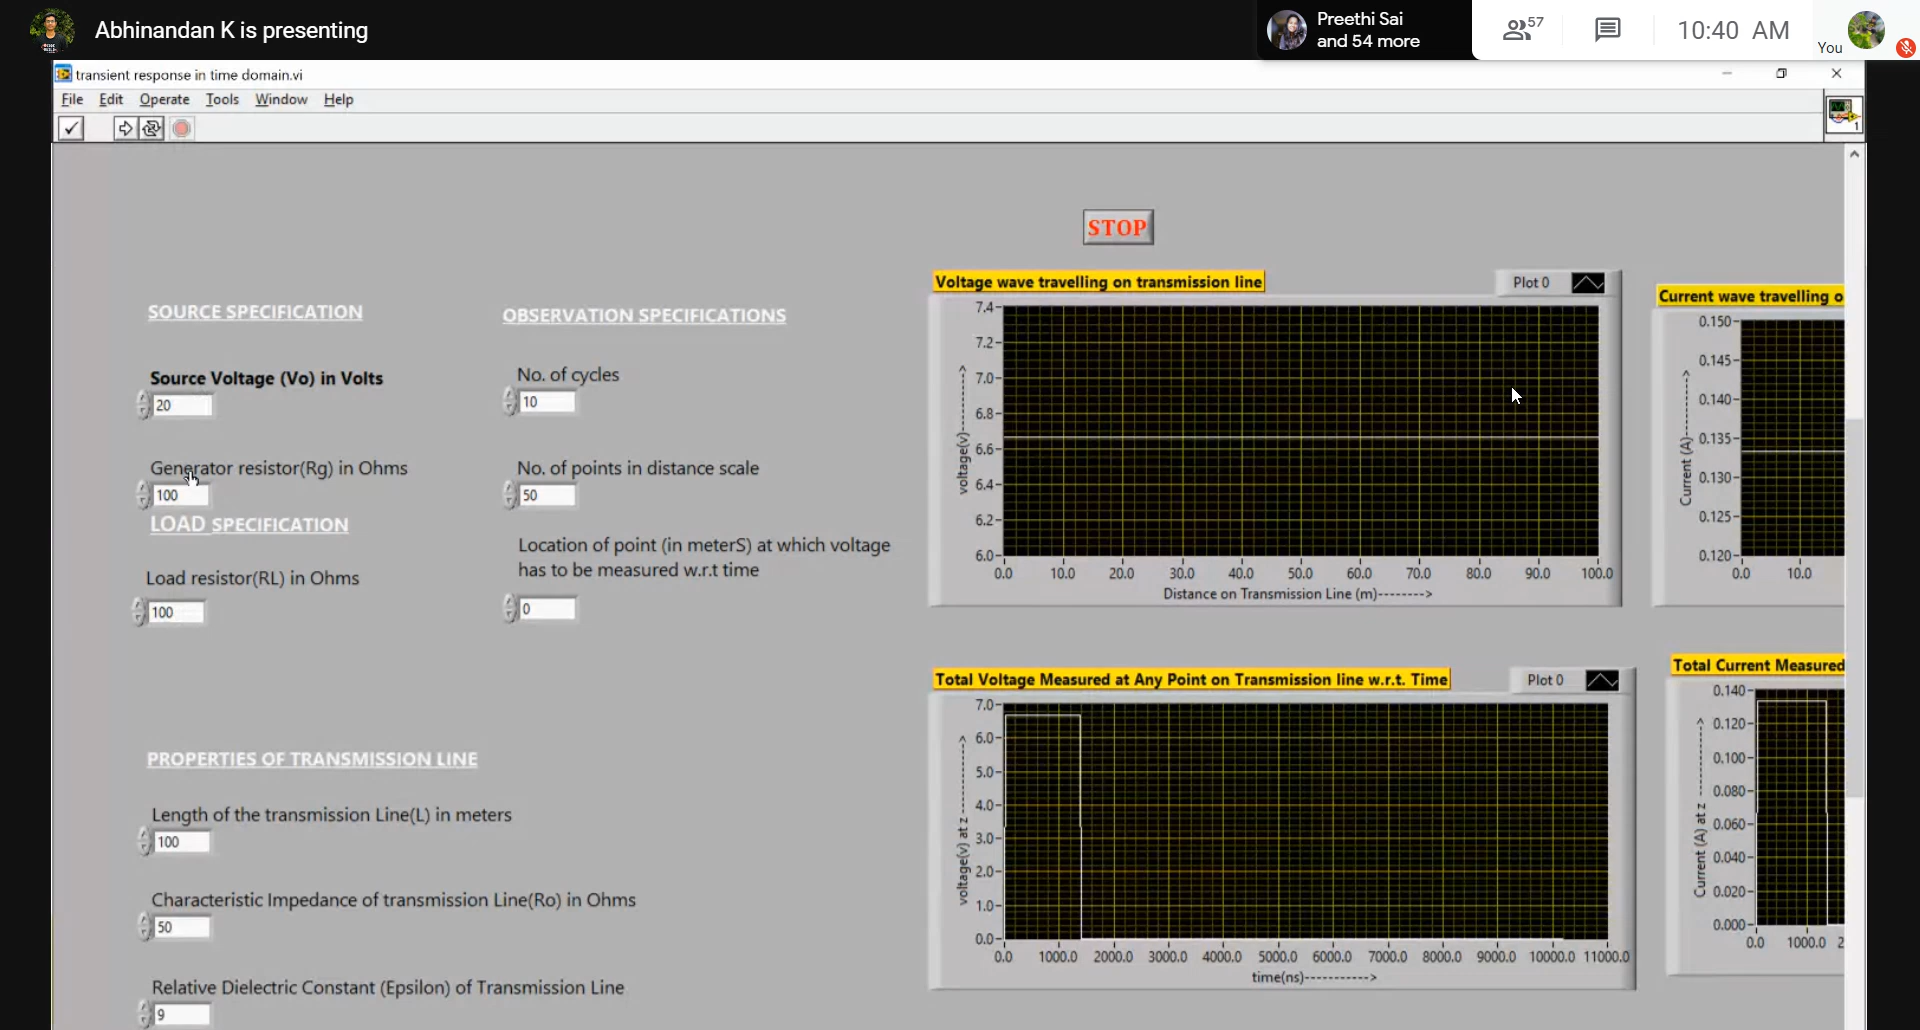 Abhinandan K is presenting
Preethi Sai
and 54 more
57
10:40 AM
You
transient response in time domain.vi
File Edit Operate Tools Window Help
1
STOP
SOURCE SPECIFICATION
OBSERVATION SPECIFICATIONS
Source Voltage (Vo) in Volts
20
No. of cycles
10
Generator resistor(Rg) in Ohms
100
No. of points in distance scale
50
LOAD SPECIFICATION
Load resistor(RL) in Ohms
100
Location of point (in meterS) at which voltage
has to be measured w.r.t time
0
PROPERTIES OF TRANSMISSION LINE
Length of the transmission Line(L) in meters
100
Characteristic Impedance of transmission Line(Ro) in Ohms
50
Relative Dielectric Constant (Epsilon) of Transmission Line
9
Voltage wave travelling on transmission line
Plot 0
7.4
7.2
7.0
6.8
6.6
6.4
6.2
6.0
voltage(v)-------->
0.0 10.0 20.0 30.0 40.0 50.0 60.0 70.0 80.0 90.0 100.0
Distance on Transmission Line (m)-------->
Current wave travelling o
0.150
0.145
0.140
0.135
0.130
0.125
0.120
Current (A)-------->
0.0 10.0
Total Voltage Measured at Any Point on Transmission line w.r.t. Time
Plot 0
7.0
6.0
5.0
4.0
3.0
2.0
1.0
0.0
voltage(v) at z ----------->
0.0 1000.0 2000.0 3000.0 4000.0 5000.0 6000.0 7000.0 8000.0 9000.0 10000.0 11000.0
time(ns)----------->
Total Current Measured
0.140
0.120
0.100
0.080
0.060
0.040
0.020
0.000
Current (A) at z ----------->
0.0 1000.0 2